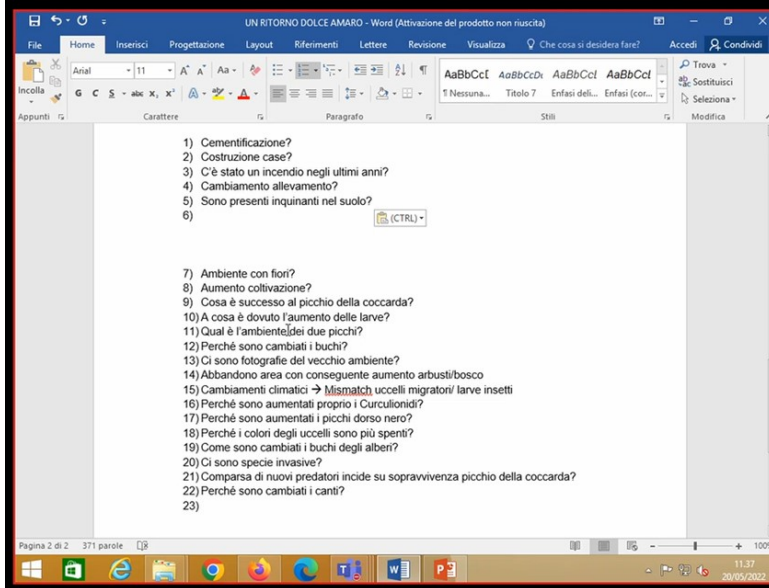 UN RITORNO DOLCE AMARO - Word (Attivazione del prodotto non riuscita)
File Home Inserisci Progettazione Layout Riferimenti Lettere Revisione Visualizza Che cosa si desidera fare? Accedi Condividi
Incolla
Arial 11
G C S abc X₂ X²
AaBbCcI AaBbCcDc AaBbCcl AaBbCcl
¶ Nessuna... Titolo 7 Enfasi deli... Enfasi (cor...
Trova
Sostituisci
Seleziona
Appunti Carattere Paragrafo Stili Modifica
1) Cementificazione?
2) Costruzione case?
3) C'è stato un incendio negli ultimi anni?
4) Cambiamento allevamento?
5) Sono presenti inquinanti nel suolo?
6)
(CTRL)
7) Ambiente con fiori?
8) Aumento coltivazione?
9) Cosa è successo al picchio della coccarda?
10) A cosa è dovuto l'aumento delle larve?
11) Qual è l'ambiente dei due picchi?
12) Perché sono cambiati i buchi?
13) Ci sono fotografie del vecchio ambiente?
14) Abbandono area con conseguente aumento arbusti/bosco
15) Cambiamenti climatici → Mismatch uccelli migratori/ larve insetti
16) Perché sono aumentati proprio i Curculionidi?
17) Perché sono aumentati i picchi dorso nero?
18) Perché i colori degli uccelli sono più spenti?
19) Come sono cambiati i buchi degli alberi?
20) Ci sono specie invasive?
21) Comparsa di nuovi predatori incide su sopravvivenza picchio della coccarda?
22) Perché sono cambiati i canti?
23)
Pagina 2 di 2 371 parole 100%
11.37
20/05/2022